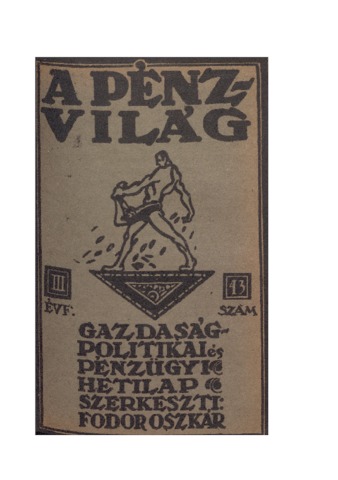 A PÉNZ-
VILÁG
III
ÉVF.
13
SZÁM
GAZDASÁG-
POLITIKAI és
PÉNZÜGYI
HETILAP
SZERKESZTI:
FODOR OSZKÁR